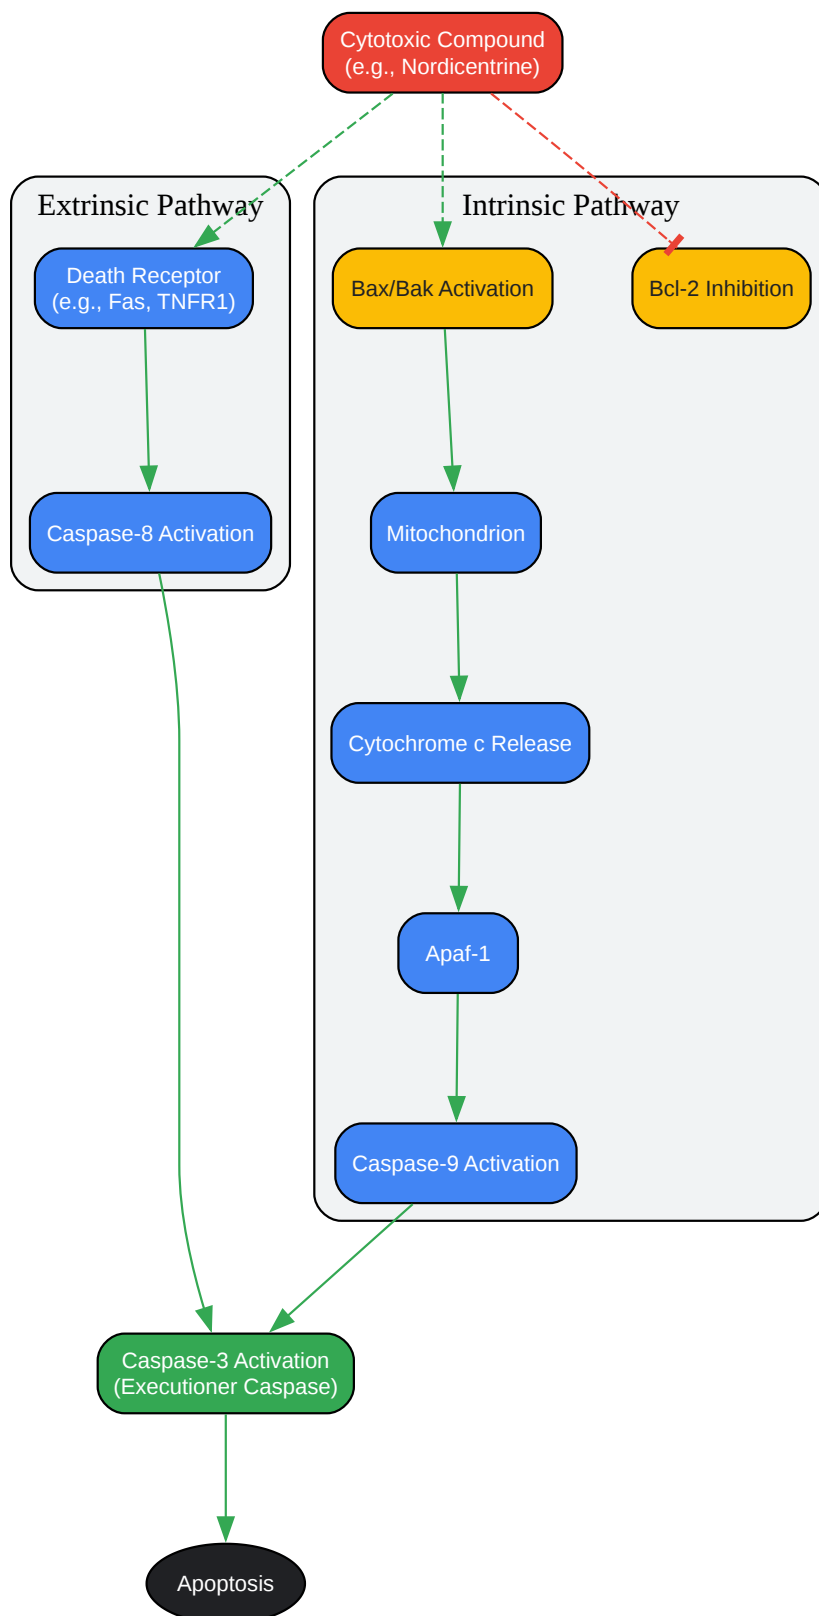 Cytotoxic Compound
(e.g., Nordicentrine)
Extrinsic Pathway
Intrinsic Pathway
Death Receptor
(e.g., Fas, TNFR1)
Bax/Bak Activation
Bcl-2 Inhibition
Caspase-8 Activation
Mitochondrion
Cytochrome c Release
Apaf-1
Caspase-9 Activation
Caspase-3 Activation
(Executioner Caspase)
Apoptosis